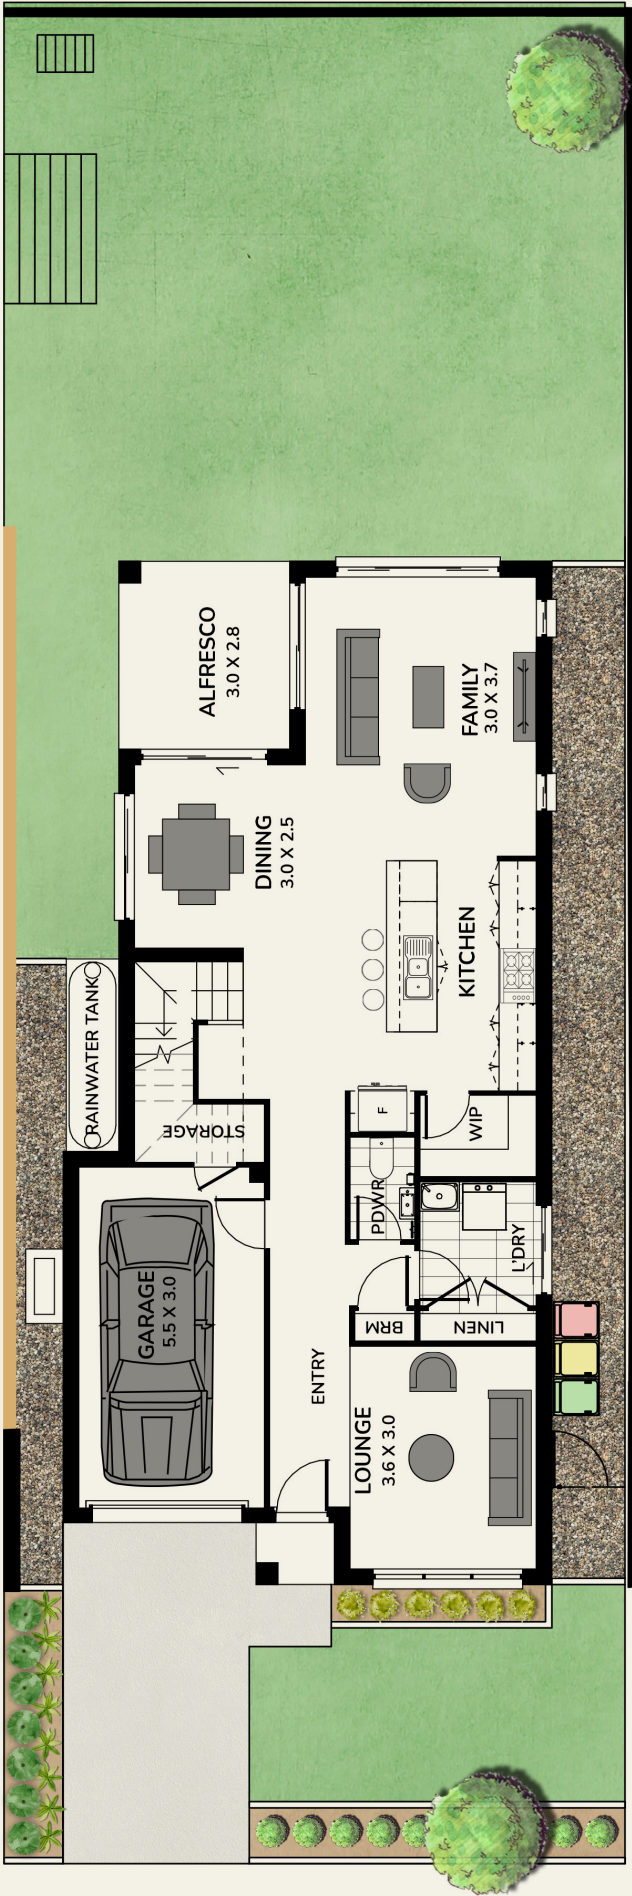 ALFRESCO
3.0 X 2.8
FAMILY
3.0 X 3.7
DINING
3.0 X 2.5
KITCHEN
RAINWATER TANK
STORAGE
F
WIP
PDWR
L'DRY
BRM
LINEN
GARAGE
5.5 X 3.0
ENTRY
LOUNGE
3.6 X 3.0